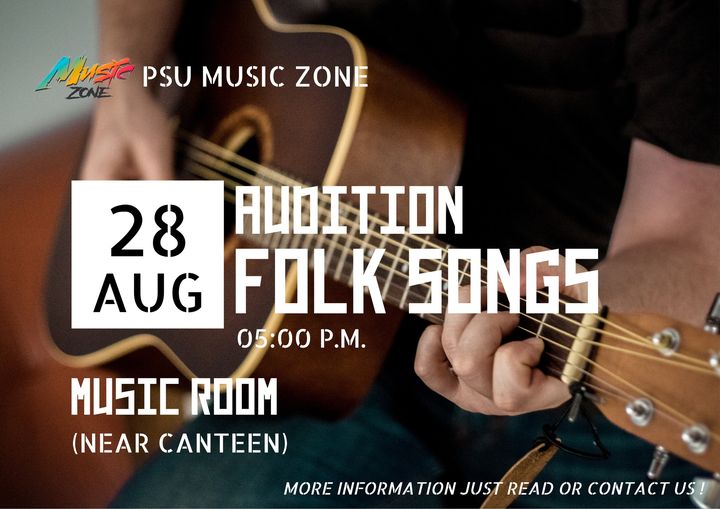 Music
ZONE
PSU MUSIC ZONE
28
AUG
AUDITION
FOLK SONGS
05:00 P.M.
MUSIC ROOM
(NEAR CANTEEN)
MORE INFORMATION JUST READ OR CONTACT US !